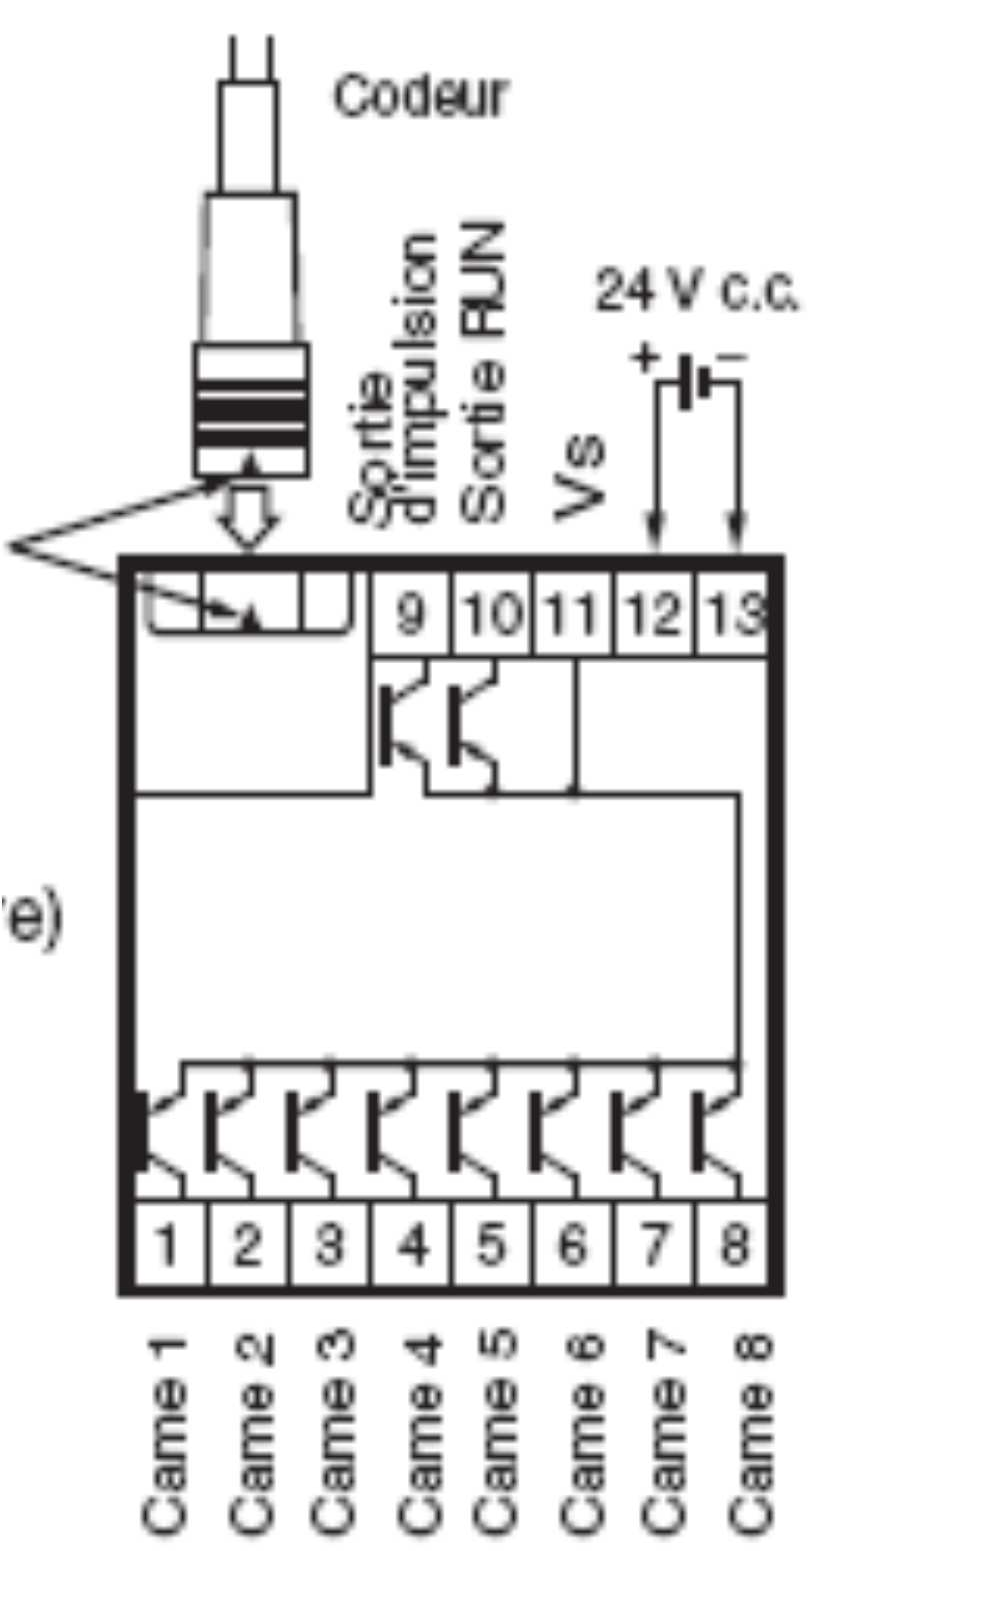 Codeur
Sortie
d'impulsion
Sortie RUN
Vs
24 V c.c.
+ −
9 10 11 12 13
e)
1 2 3 4 5 6 7 8
Came 1
Came 2
Came 3
Came 4
Came 5
Came 6
Came 7
Came 8